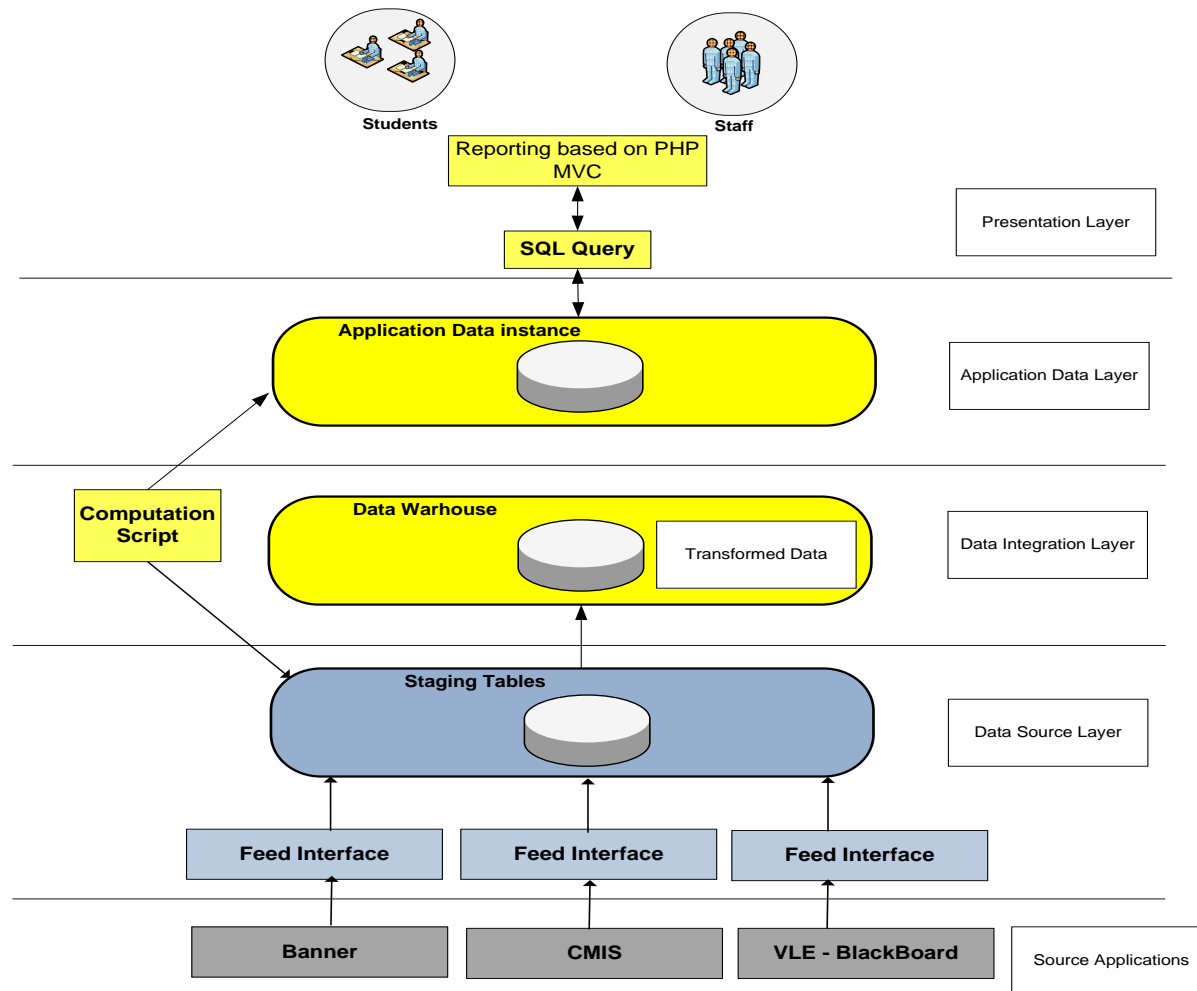 Students
Staff
Reporting based on PHP
MVC
Presentation Layer
SQL Query
Application Data instance
Application Data Layer
Computation
Script
Data Warhouse
Transformed Data
Data Integration Layer
Staging Tables
Data Source Layer
Feed Interface
Feed Interface
Feed Interface
Banner
CMIS
VLE - BlackBoard
Source Applications